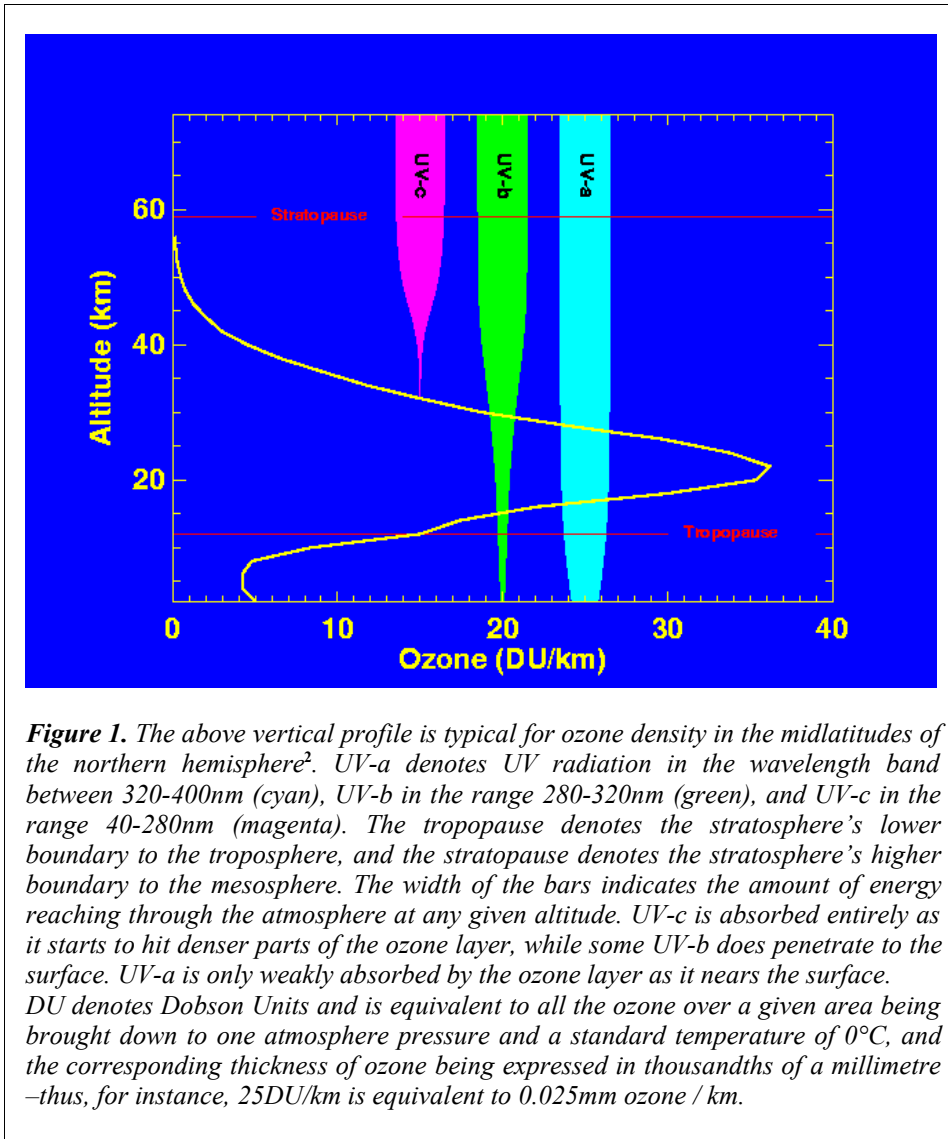 UV-c
UV-b
UV-a
60
Stratopause
Altitude (km)
40
20
Tropopause
0
10
20
30
40
Ozone (DU/km)
Figure 1. The above vertical profile is typical for ozone density in the midlatitudes of
the northern hemisphere². UV-a denotes UV radiation in the wavelength band
between 320-400nm (cyan), UV-b in the range 280-320nm (green), and UV-c in the
range 40-280nm (magenta). The tropopause denotes the stratosphere’s lower
boundary to the troposphere, and the stratopause denotes the stratosphere’s higher
boundary to the mesosphere. The width of the bars indicates the amount of energy
reaching through the atmosphere at any given altitude. UV-c is absorbed entirely as
it starts to hit denser parts of the ozone layer, while some UV-b does penetrate to the
surface. UV-a is only weakly absorbed by the ozone layer as it nears the surface.
DU denotes Dobson Units and is equivalent to all the ozone over a given area being
brought down to one atmosphere pressure and a standard temperature of 0°C, and
the corresponding thickness of ozone being expressed in thousandths of a millimetre
–thus, for instance, 25DU/km is equivalent to 0.025mm ozone / km.